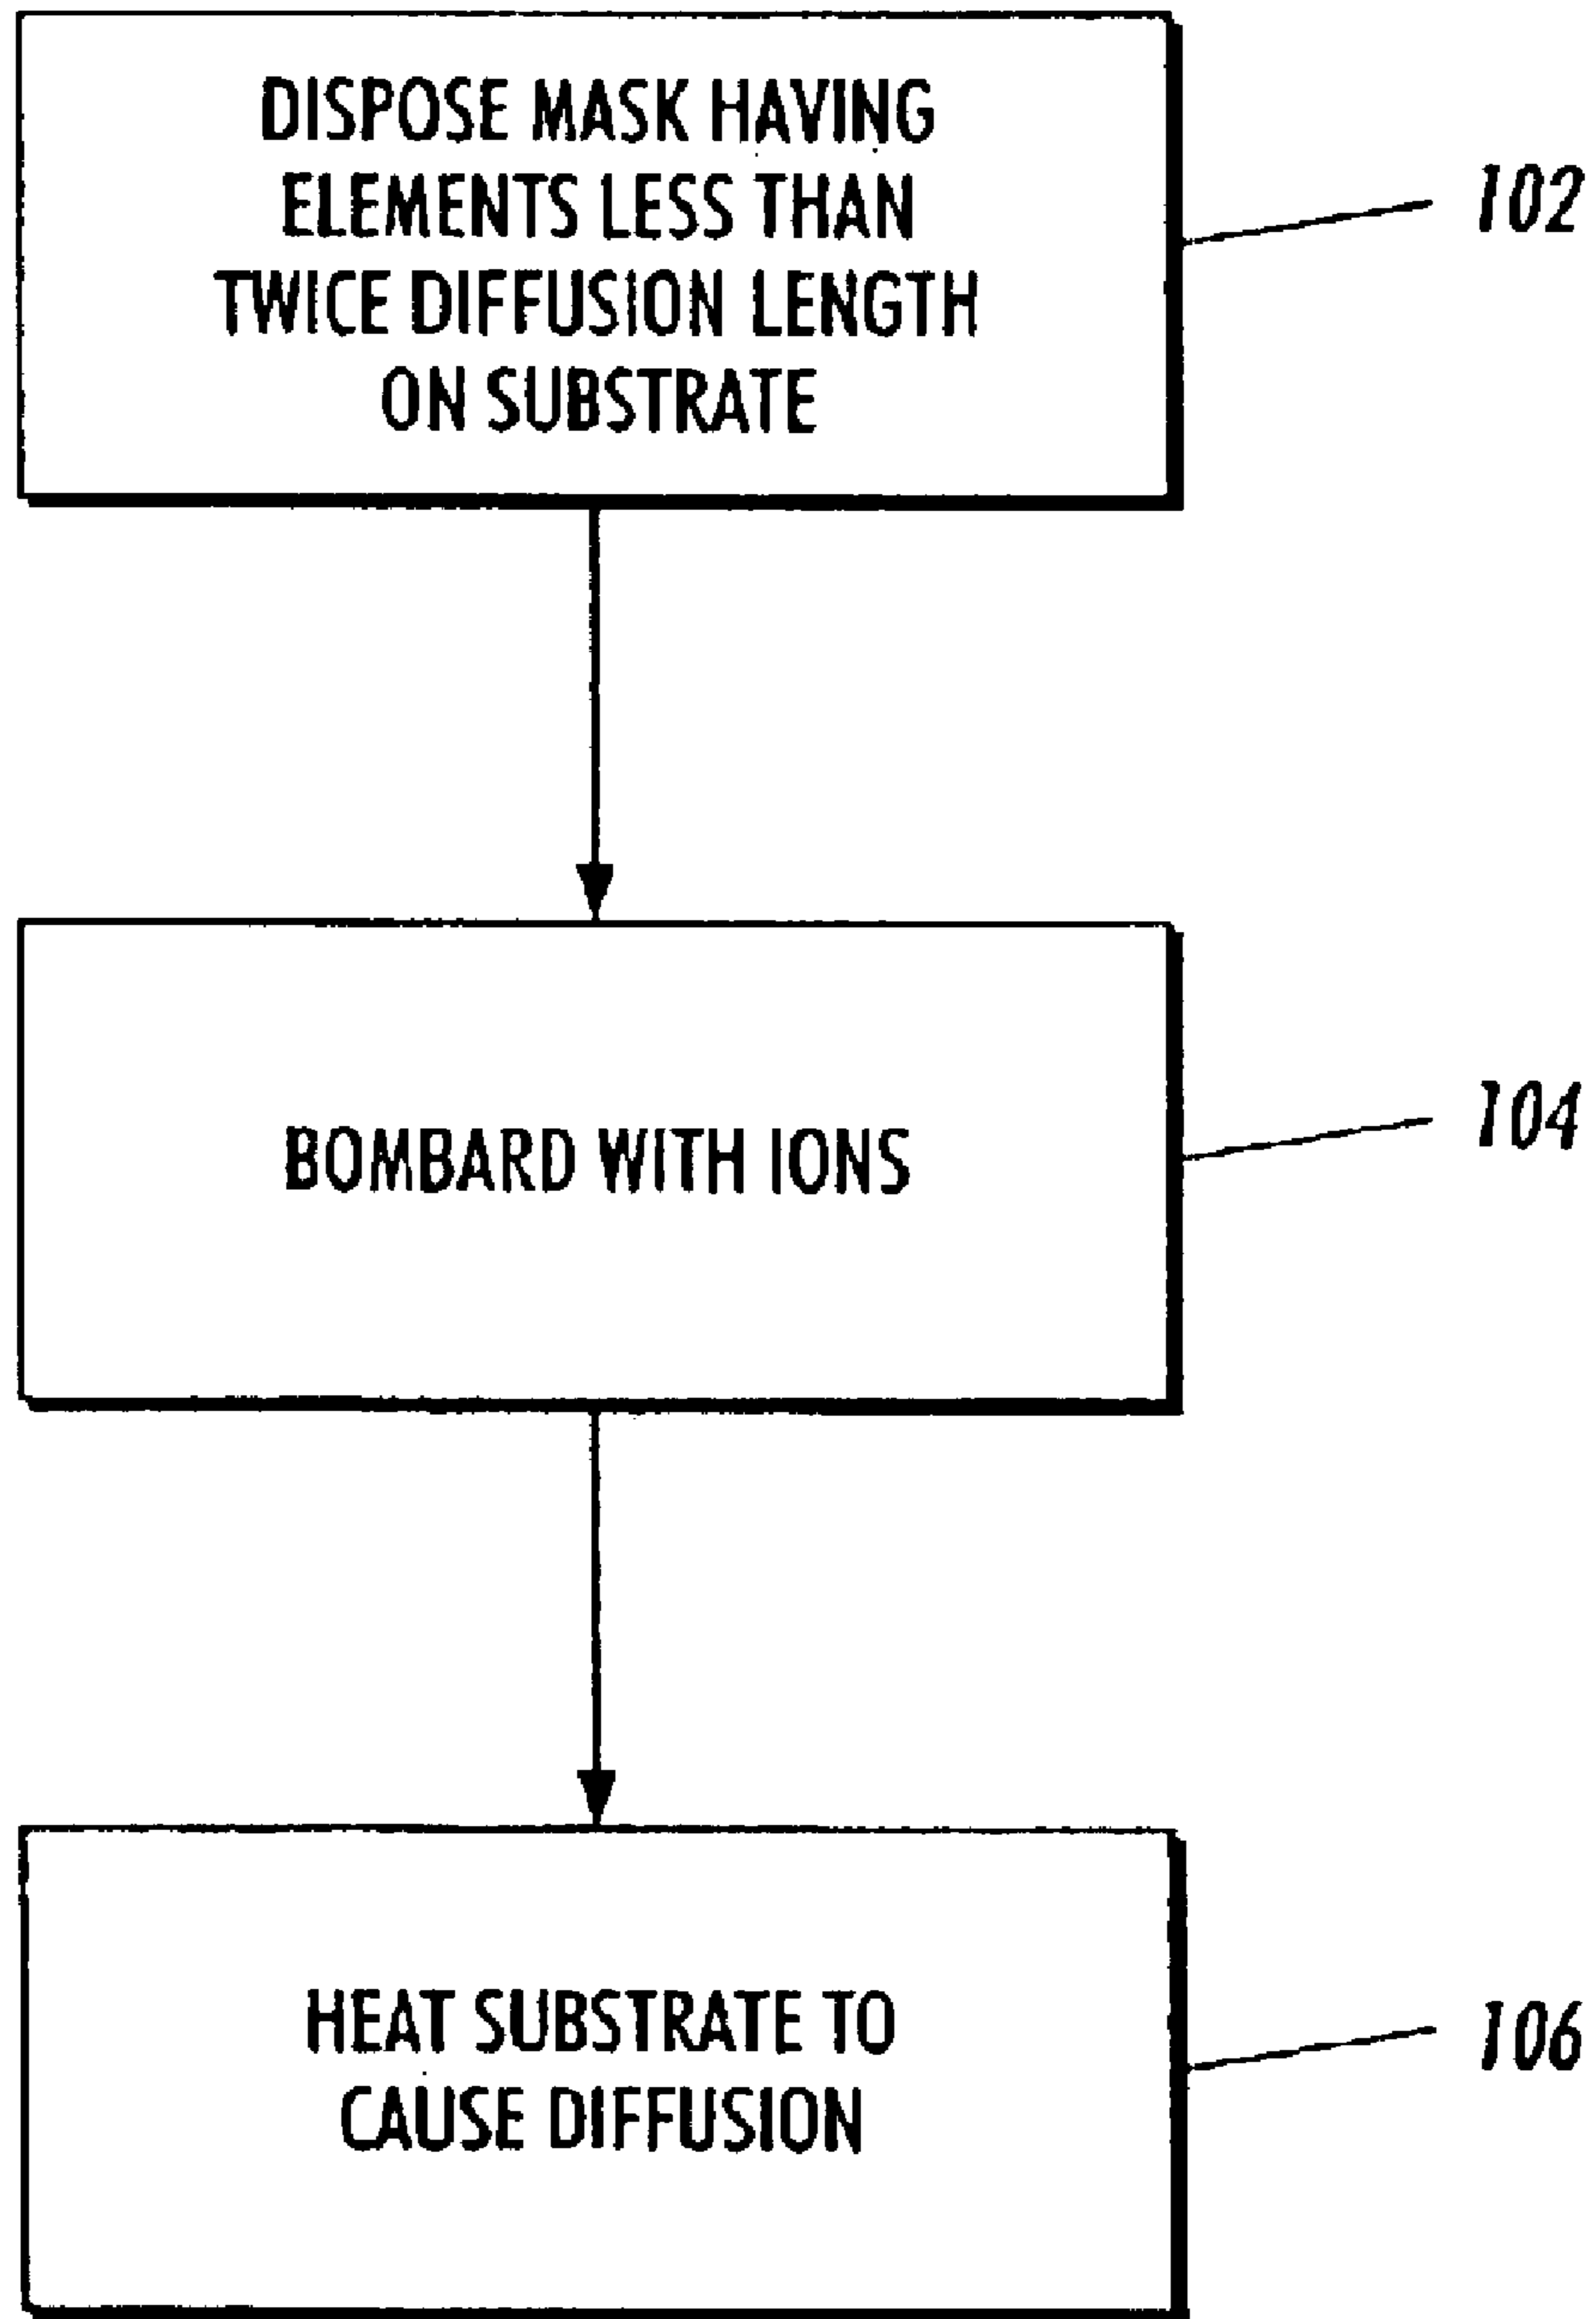 DISPOSE MASK HAVING
ELEMENTS LESS THAN
TWICE DIFFUSION LENGTH
ON SUBSTRATE
102
BOMBARD WITH IONS
104
HEAT SUBSTRATE TO
CAUSE DIFFUSION
106